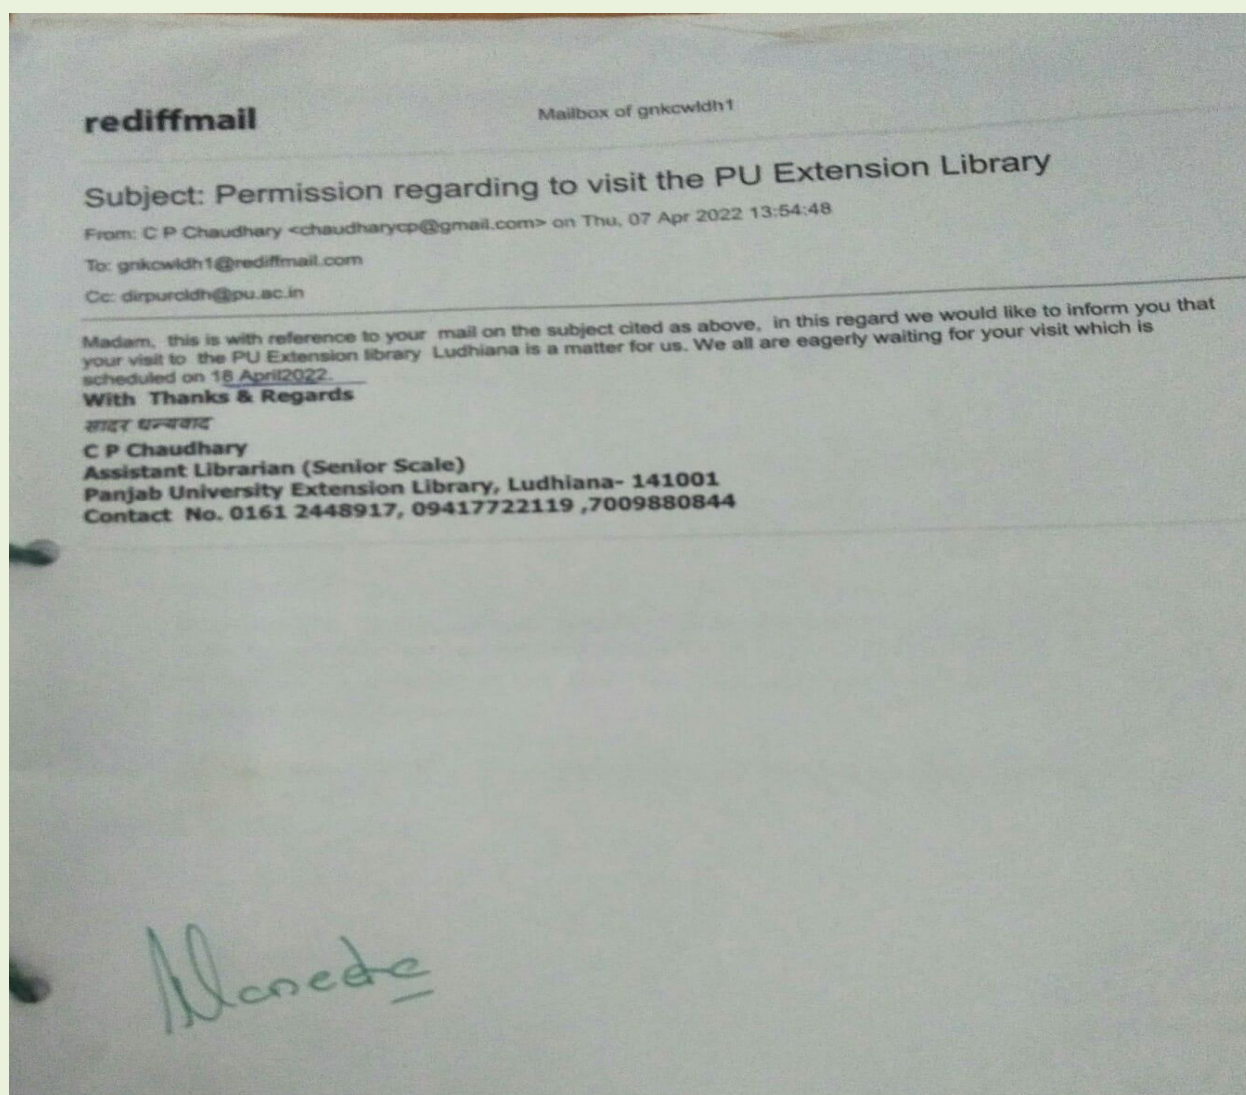 rediffmail
Mailbox of gnkcwldh1
Subject: Permission regarding to visit the PU Extension Library
From: C P Chaudhary <chaudharycp@gmail.com> on Thu, 07 Apr 2022 13:54:48
To: gnkcwldh1@rediffmail.com
Cc: dirpurcldh@pu.ac.in
Madam, this is with reference to your mail on the subject cited as above, in this regard we would like to inform you that
your visit to the PU Extension library Ludhiana is a matter for us. We all are eagerly waiting for your visit which is
scheduled on 18 April2022.
With Thanks & Regards
सादर धन्यवाद
C P Chaudhary
Assistant Librarian (Senior Scale)
Panjab University Extension Library, Ludhiana- 141001
Contact No. 0161 2448917, 09417722119 ,7009880844